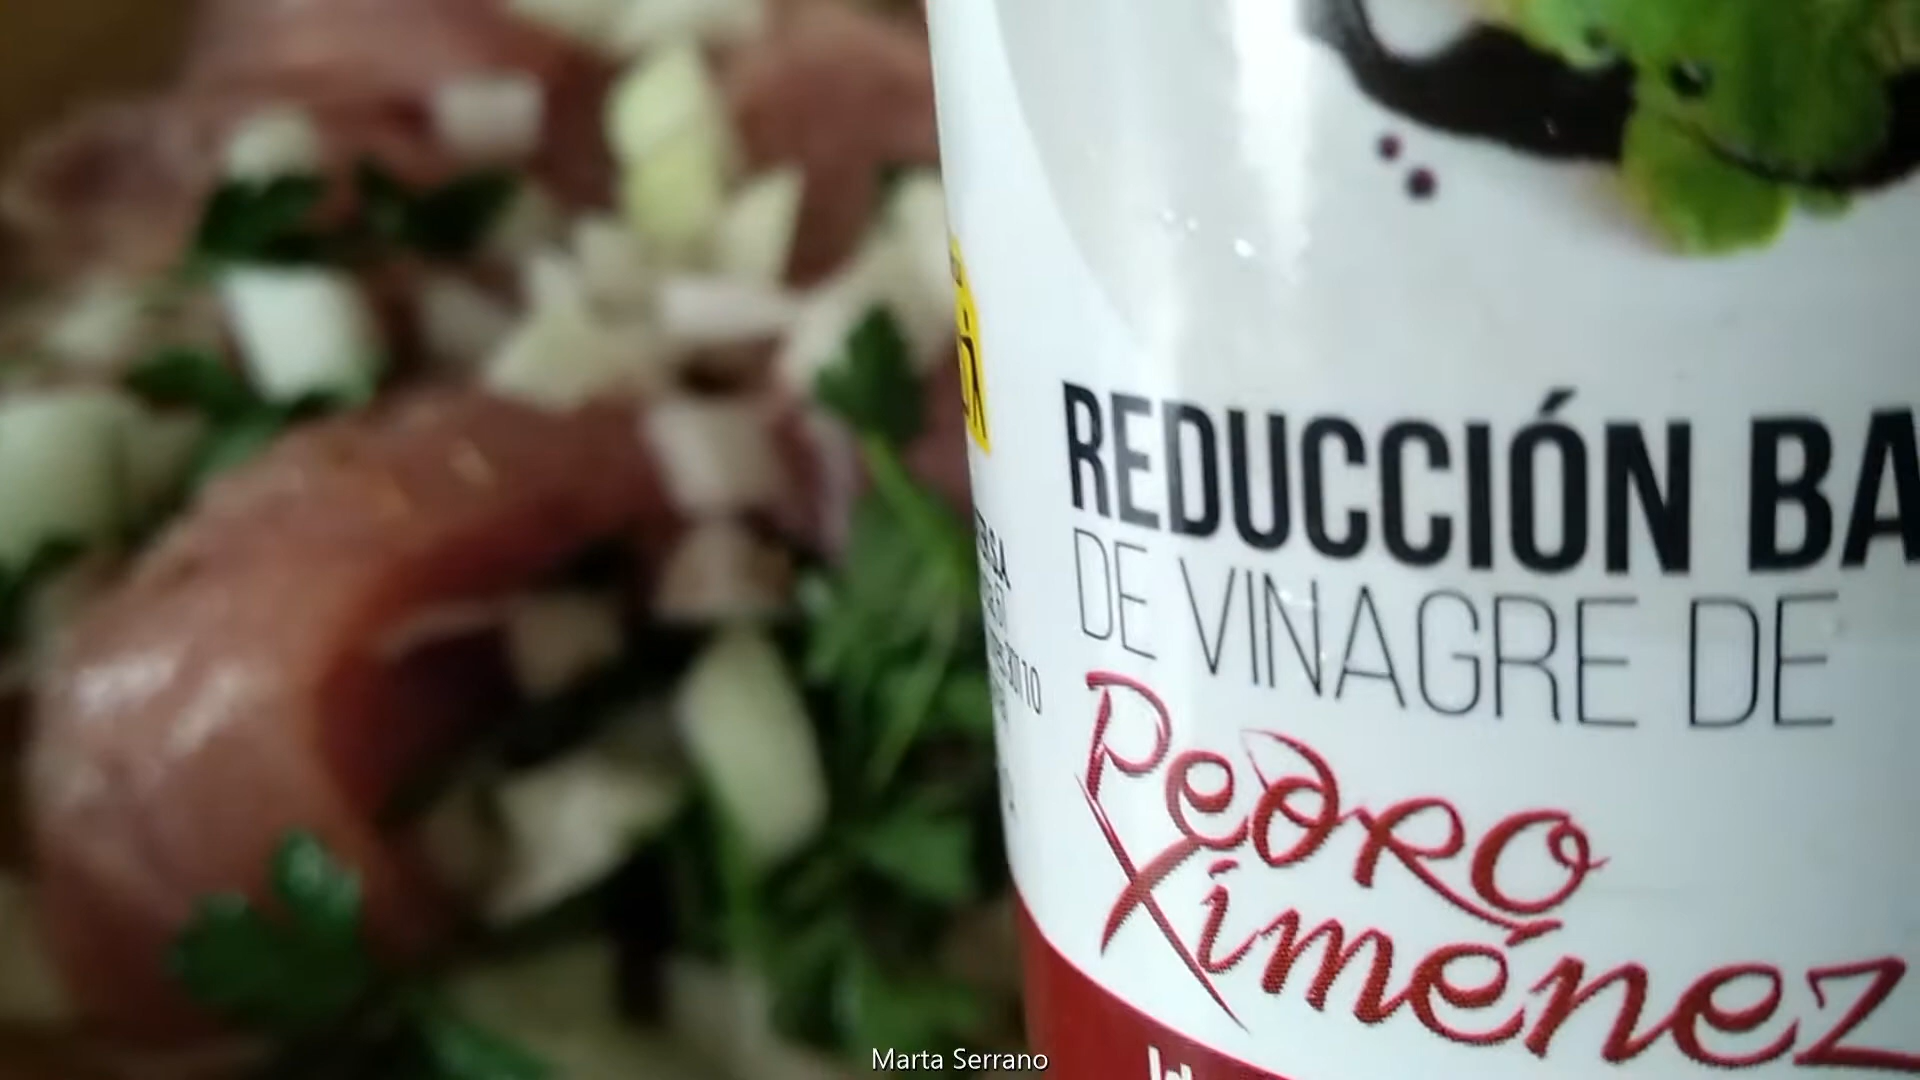 REDUCCIÓN BA
DE VINAGRE DE
Pedro
Ximénez
Marta Serrano